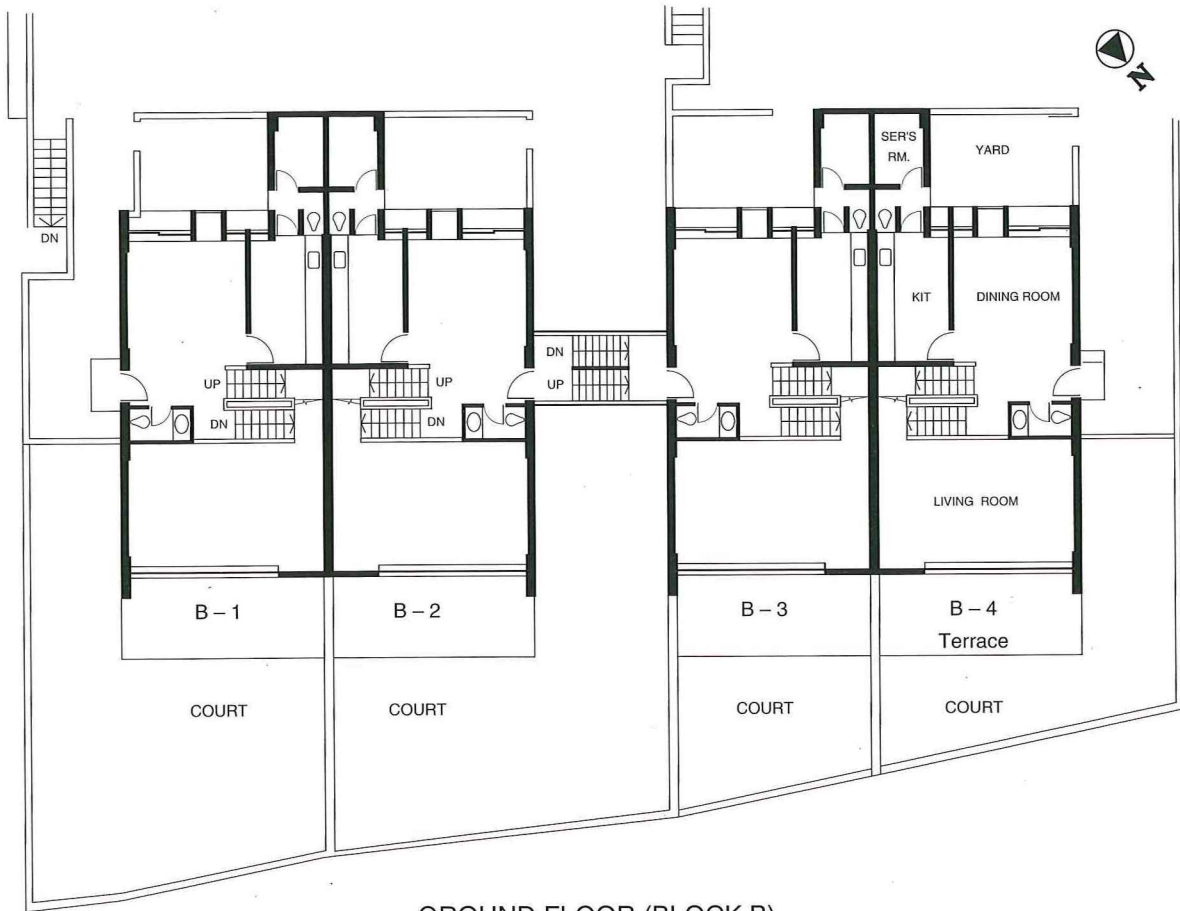 N
SER'S
RM.
YARD
DN
KIT
DINING ROOM
DN
UP
UP
UP
DN
DN
LIVING ROOM
B – 1
B – 2
B – 3
B – 4
Terrace
COURT
COURT
COURT
COURT
GROUND FLOOR (BLOCK B)